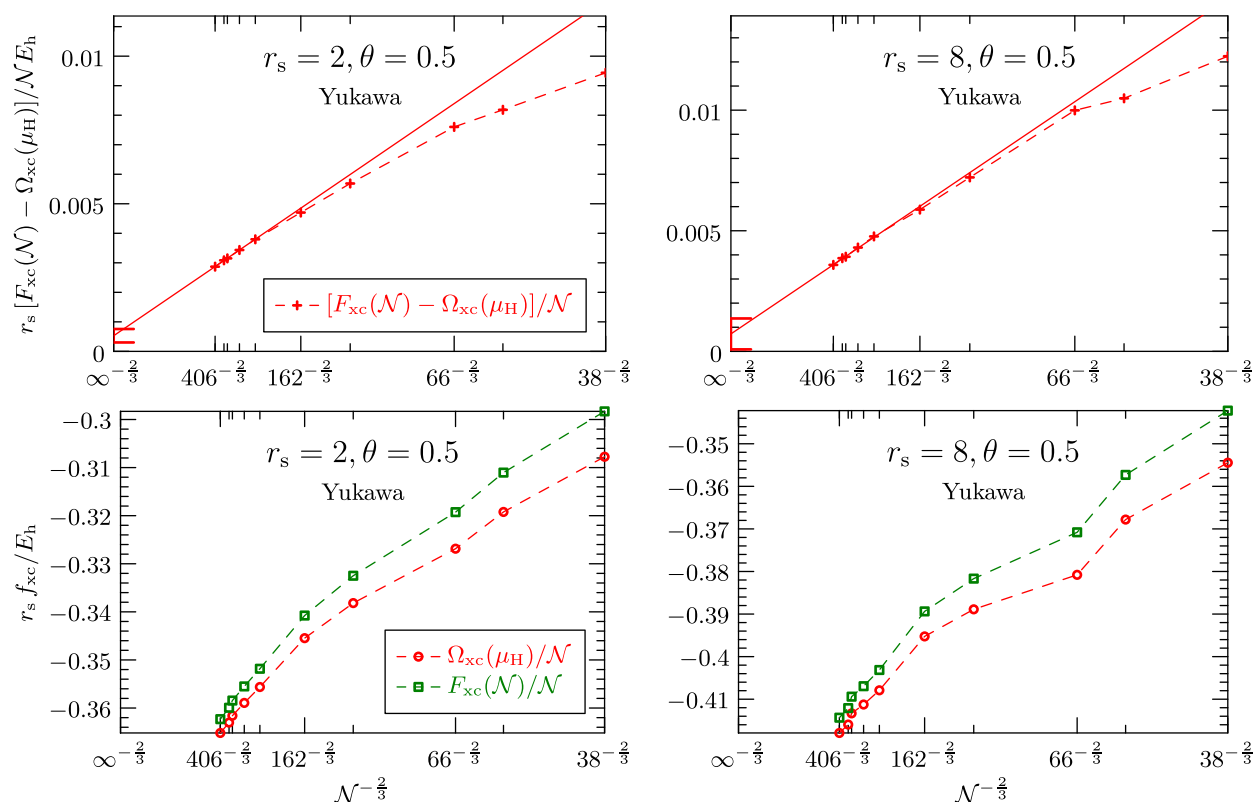 r_s [F_xc(𝒩) − Ω_xc(μ_H)]/𝒩E_h
0.01
0.005
0
r_s = 2, θ = 0.5
Yukawa
[F_xc(𝒩) − Ω_xc(μ_H)]/𝒩
∞^{−2/3} 406^{−2/3} 162^{−2/3} 66^{−2/3} 38^{−2/3}
0.01
0.005
0
r_s = 8, θ = 0.5
Yukawa
∞^{−2/3} 406^{−2/3} 162^{−2/3} 66^{−2/3} 38^{−2/3}
r_s f_xc/E_h
−0.3
−0.31
−0.32
−0.33
−0.34
−0.35
−0.36
r_s = 2, θ = 0.5
Yukawa
Ω_xc(μ_H)/𝒩
F_xc(𝒩)/𝒩
∞^{−2/3} 406^{−2/3} 162^{−2/3} 66^{−2/3} 38^{−2/3}
𝒩^{−2/3}
−0.35
−0.36
−0.37
−0.38
−0.39
−0.4
−0.41
r_s = 8, θ = 0.5
Yukawa
∞^{−2/3} 406^{−2/3} 162^{−2/3} 66^{−2/3} 38^{−2/3}
𝒩^{−2/3}